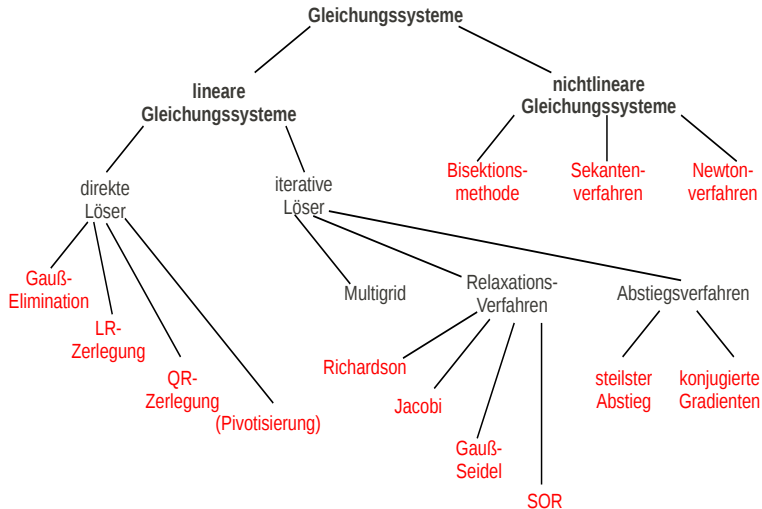 Gleichungssysteme
lineare
Gleichungssysteme
nichtlineare
Gleichungssysteme
Bisektions-
methode
Sekanten-
verfahren
Newton-
verfahren
direkte
Löser
iterative
Löser
Gauß-
Elimination
LR-
Zerlegung
QR-
Zerlegung
(Pivotisierung)
Multigrid
Relaxations-
Verfahren
Abstiegsverfahren
Richardson
Jacobi
Gauß-
Seidel
SOR
steilster
Abstieg
konjugierte
Gradienten